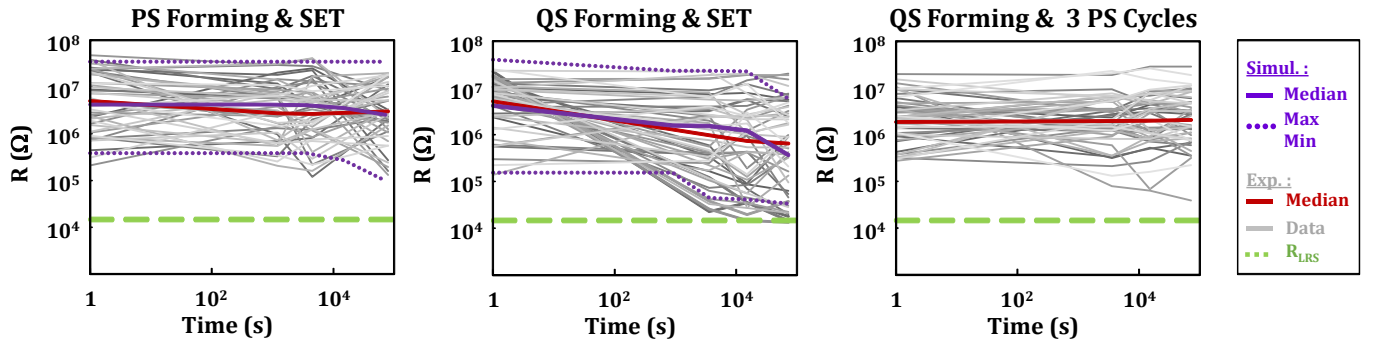 PS Forming & SET
R (Ω)
10⁸
10⁷
10⁶
10⁵
10⁴
1
10²
10⁴
Time (s)
QS Forming & SET
R (Ω)
10⁸
10⁷
10⁶
10⁵
10⁴
1
10²
10⁴
Time (s)
QS Forming & 3 PS Cycles
R (Ω)
10⁸
10⁷
10⁶
10⁵
10⁴
1
10²
10⁴
Time (s)
Simul. :
Median
Max
Min
Exp. :
Median
Data
R_LRS